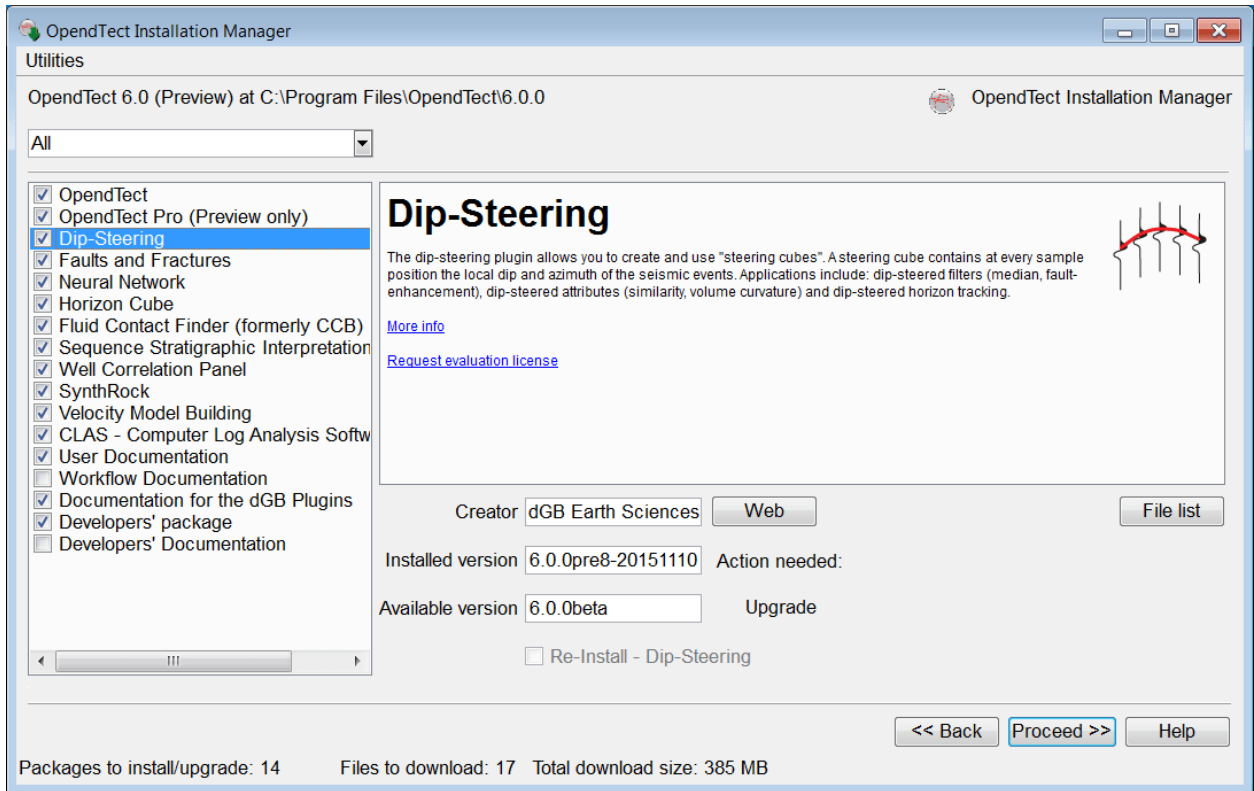 OpendTect Installation Manager
Utilities
OpendTect 6.0 (Preview) at C:\Program Files\OpendTect\6.0.0
OpendTect Installation Manager
All
OpendTect
OpendTect Pro (Preview only)
Dip-Steering
Faults and Fractures
Neural Network
Horizon Cube
Fluid Contact Finder (formerly CCB)
Sequence Stratigraphic Interpretation
Well Correlation Panel
SynthRock
Velocity Model Building
CLAS - Computer Log Analysis Softw
User Documentation
Workflow Documentation
Documentation for the dGB Plugins
Developers' package
Developers' Documentation
Dip-Steering
The dip-steering plugin allows you to create and use "steering cubes". A steering cube contains at every sample
position the local dip and azimuth of the seismic events. Applications include: dip-steered filters (median, fault-
enhancement), dip-steered attributes (similarity, volume curvature) and dip-steered horizon tracking.
More info
Request evaluation license
Creator dGB Earth Sciences Web File list
Installed version 6.0.0pre8-20151110 Action needed:
Available version 6.0.0beta Upgrade
Re-Install - Dip-Steering
<< Back Proceed >> Help
Packages to install/upgrade: 14 Files to download: 17 Total download size: 385 MB